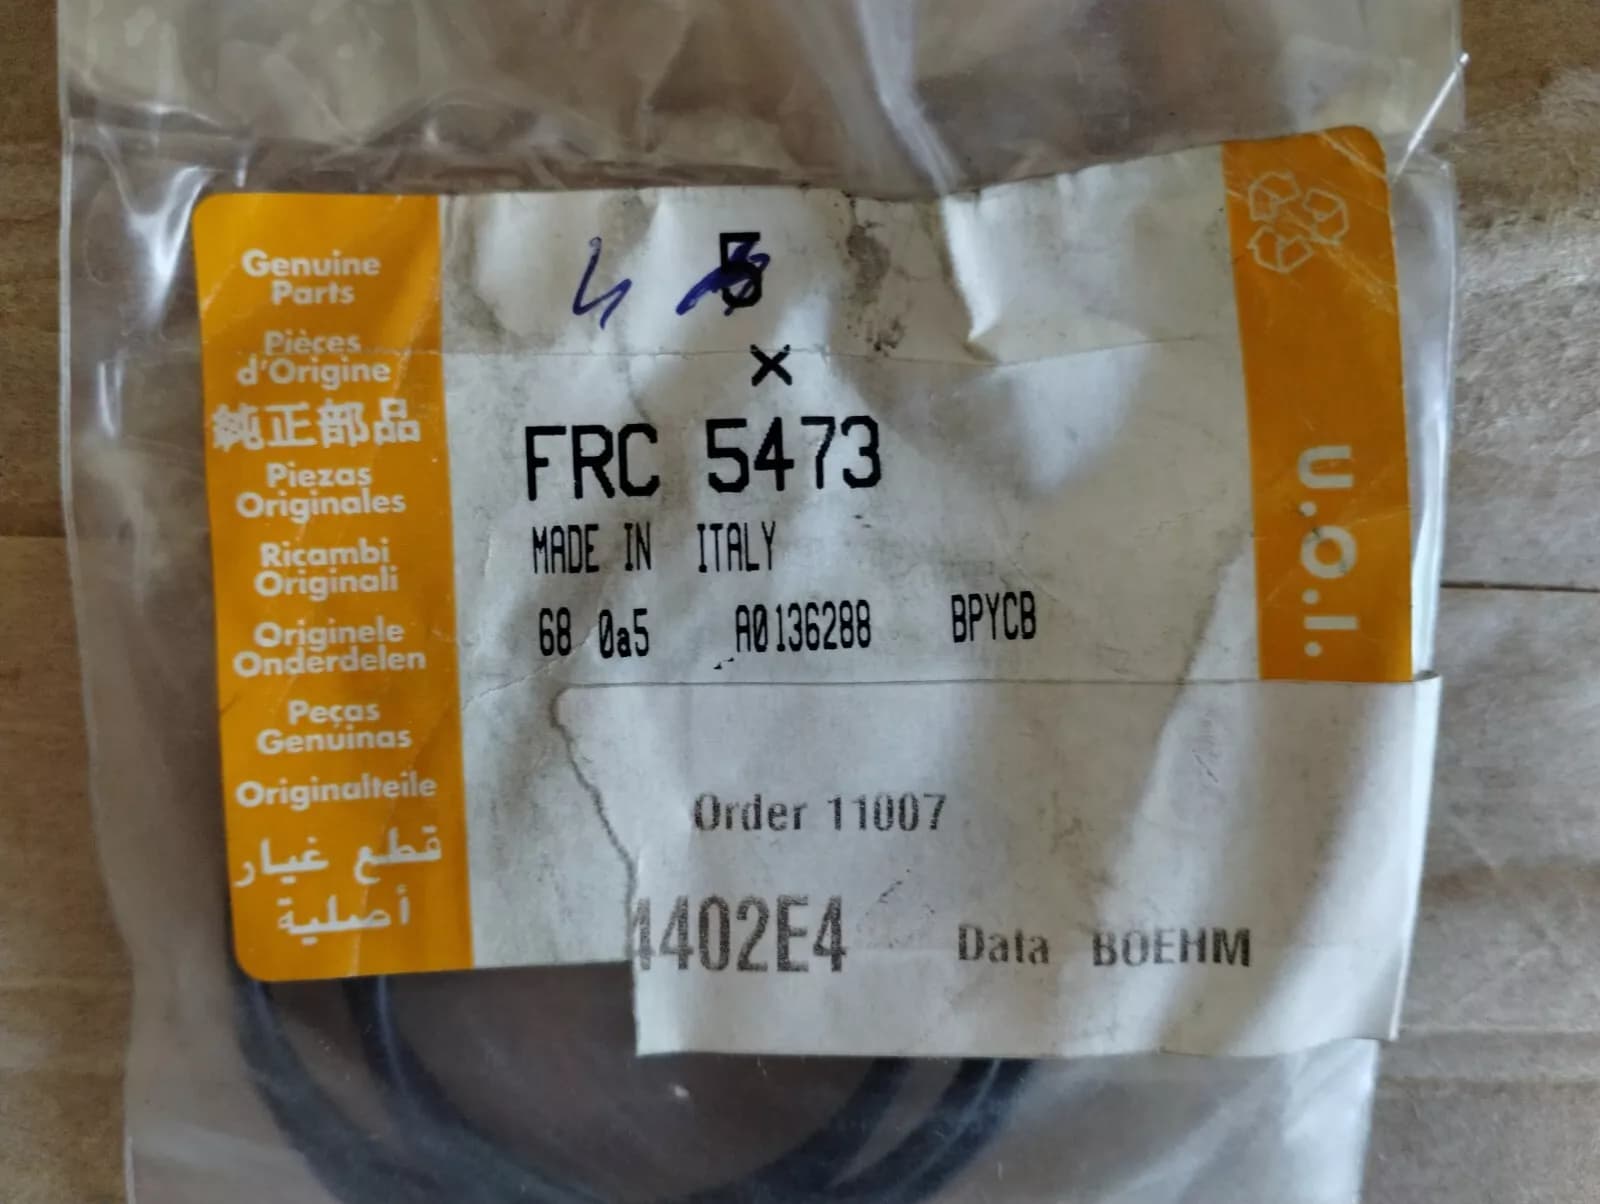 Genuine
Parts
Pièces
d'Origine
純正部品
Piezas
Originales
Ricambi
Originali
Originele
Onderdelen
Peças
Genuinas
Originalteile
قطع غيار
أصلية
4
5
×
FRC 5473
MADE IN ITALY
68 0a5 A0136288 BPYCB
Order 11007
4402E4 Data BOEHM
U.O.I.